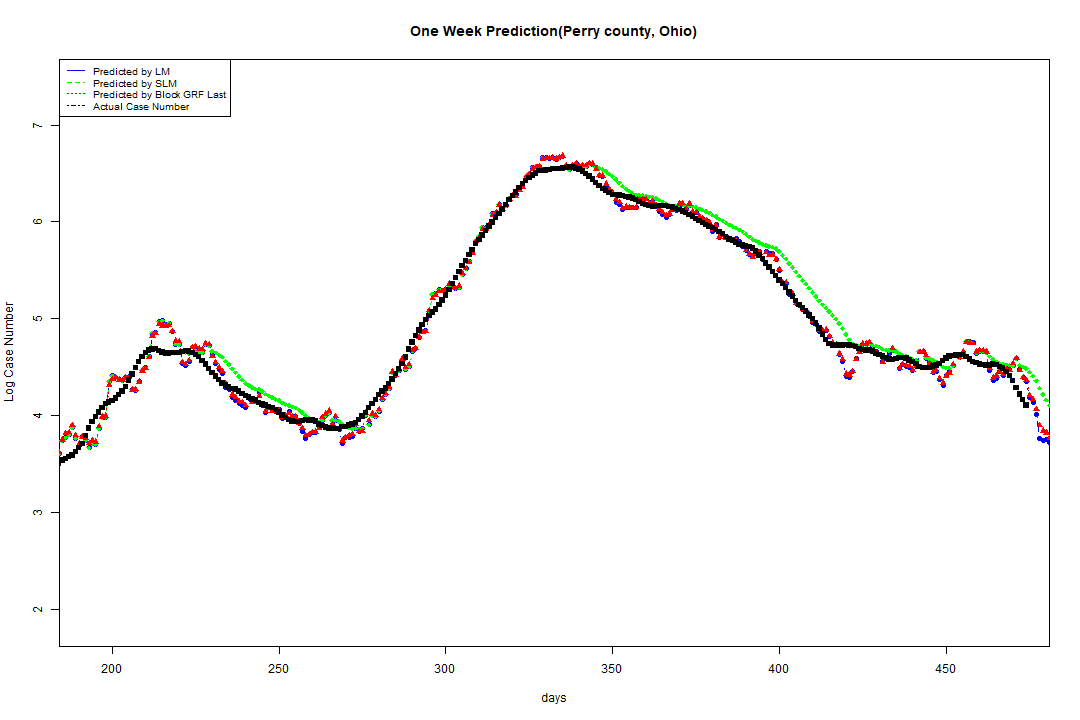 One Week Prediction(Perry county, Ohio)
Predicted by LM
Predicted by SLM
Predicted by Block GRF Last
Actual Case Number
7
6
5
4
3
2
Log Case Number
200 250 300 350 400 450
days